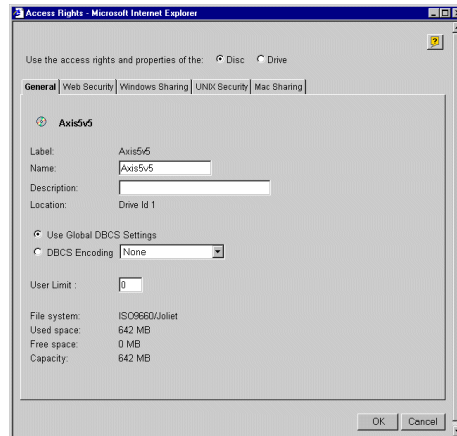 Access Rights - Microsoft Internet Explorer
?
Use the access rights and properties of the: Disc Drive
General Web Security Windows Sharing UNIX Security Mac Sharing
Axis5v5
Label: Axis5v5
Name: Axis5v5
Description:
Location: Drive Id 1
Use Global DBCS Settings
DBCS Encoding None
User Limit : 0
File system: ISO9660/Joliet
Used space: 642 MB
Free space: 0 MB
Capacity: 642 MB
OK Cancel